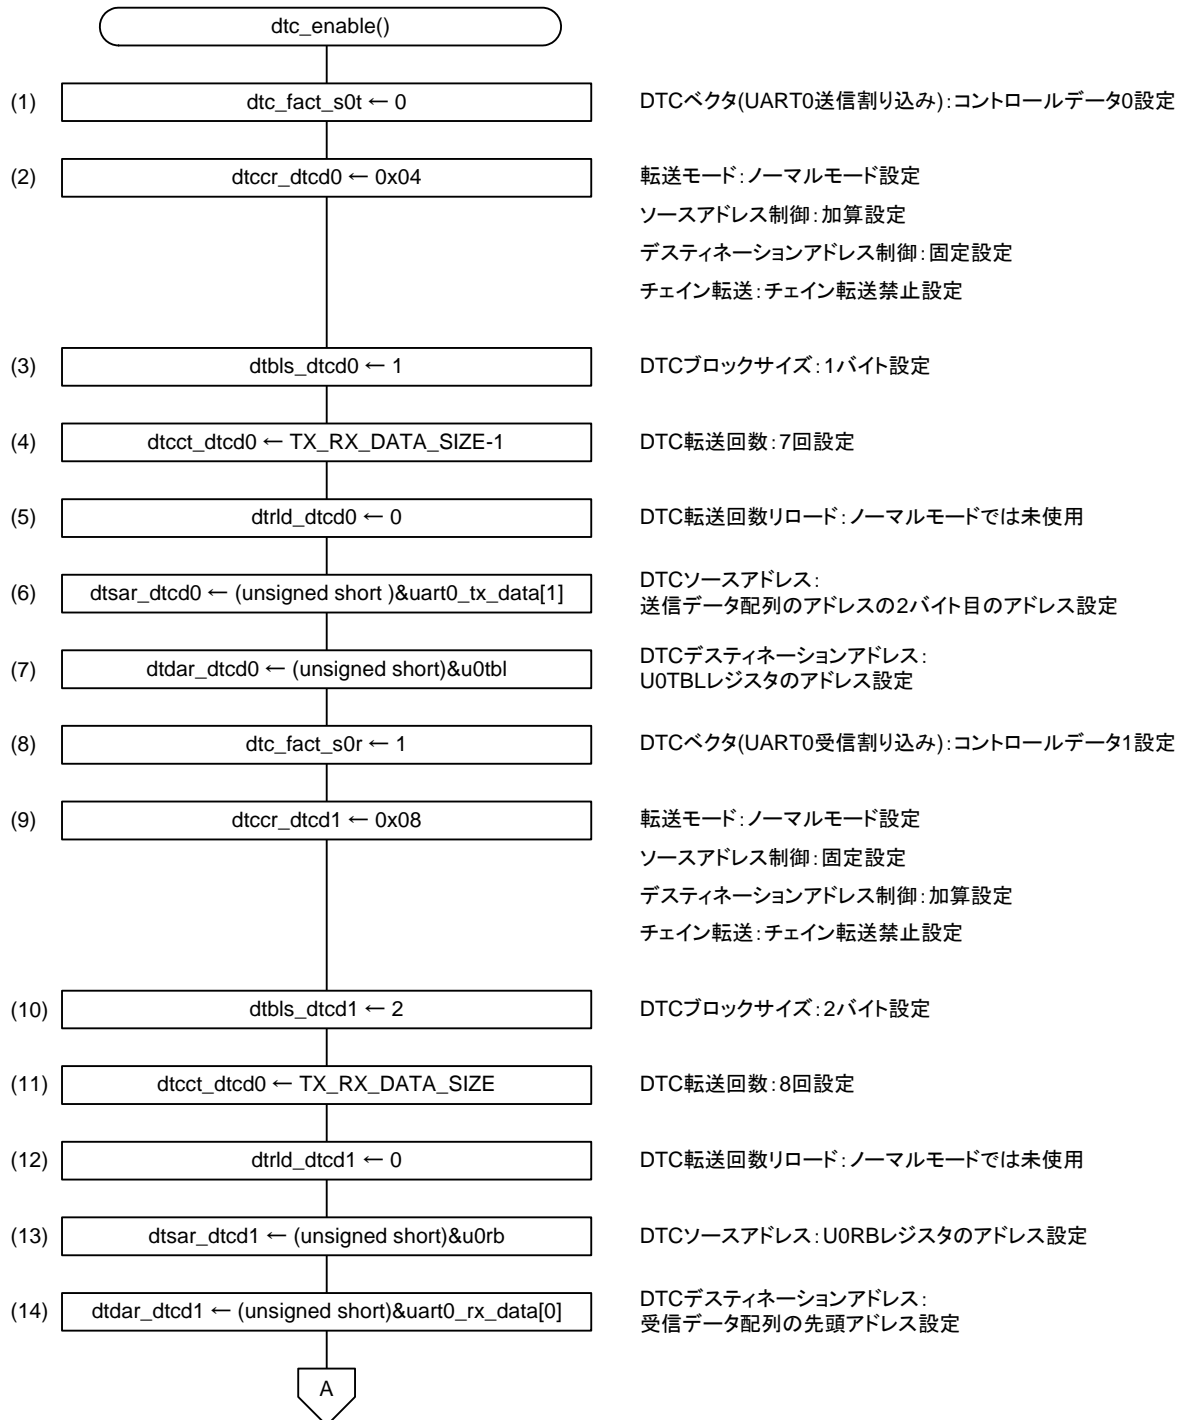 dtc_enable()
(1) dtc_fact_s0t ← 0 DTCベクタ(UART0送信割り込み):コントロールデータ0設定
(2) dtccr_dtcd0 ← 0x04 転送モード:ノーマルモード設定
ソースアドレス制御:加算設定
デスティネーションアドレス制御:固定設定
チェイン転送:チェイン転送禁止設定
(3) dtbls_dtcd0 ← 1 DTCブロックサイズ:1バイト設定
(4) dtcct_dtcd0 ← TX_RX_DATA_SIZE-1 DTC転送回数:7回設定
(5) dtrld_dtcd0 ← 0 DTC転送回数リロード:ノーマルモードでは未使用
(6) dtsar_dtcd0 ← (unsigned short )&uart0_tx_data[1] DTCソースアドレス:
送信データ配列のアドレスの2バイト目のアドレス設定
(7) dtdar_dtcd0 ← (unsigned short)&u0tbl DTCデスティネーションアドレス:
U0TBLレジスタのアドレス設定
(8) dtc_fact_s0r ← 1 DTCベクタ(UART0受信割り込み):コントロールデータ1設定
(9) dtccr_dtcd1 ← 0x08 転送モード:ノーマルモード設定
ソースアドレス制御:固定設定
デスティネーションアドレス制御:加算設定
チェイン転送:チェイン転送禁止設定
(10) dtbls_dtcd1 ← 2 DTCブロックサイズ:2バイト設定
(11) dtcct_dtcd0 ← TX_RX_DATA_SIZE DTC転送回数:8回設定
(12) dtrld_dtcd1 ← 0 DTC転送回数リロード:ノーマルモードでは未使用
(13) dtsar_dtcd1 ← (unsigned short)&u0rb DTCソースアドレス:U0RBレジスタのアドレス設定
(14) dtdar_dtcd1 ← (unsigned short)&uart0_rx_data[0] DTCデスティネーションアドレス:
受信データ配列の先頭アドレス設定
A